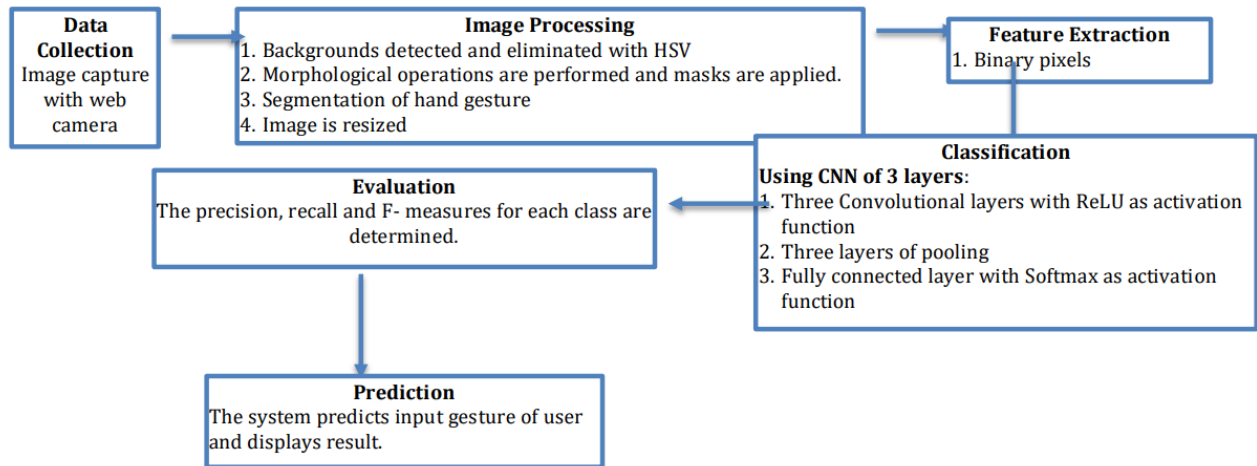 Data
Collection
Image capture
with web
camera
Image Processing
1. Backgrounds detected and eliminated with HSV
2. Morphological operations are performed and masks are applied.
3. Segmentation of hand gesture
4. Image is resized
Feature Extraction
1. Binary pixels
Classification
Using CNN of 3 layers:
1. Three Convolutional layers with ReLU as activation
function
2. Three layers of pooling
3. Fully connected layer with Softmax as activation
function
Evaluation
The precision, recall and F- measures for each class are
determined.
Prediction
The system predicts input gesture of user
and displays result.